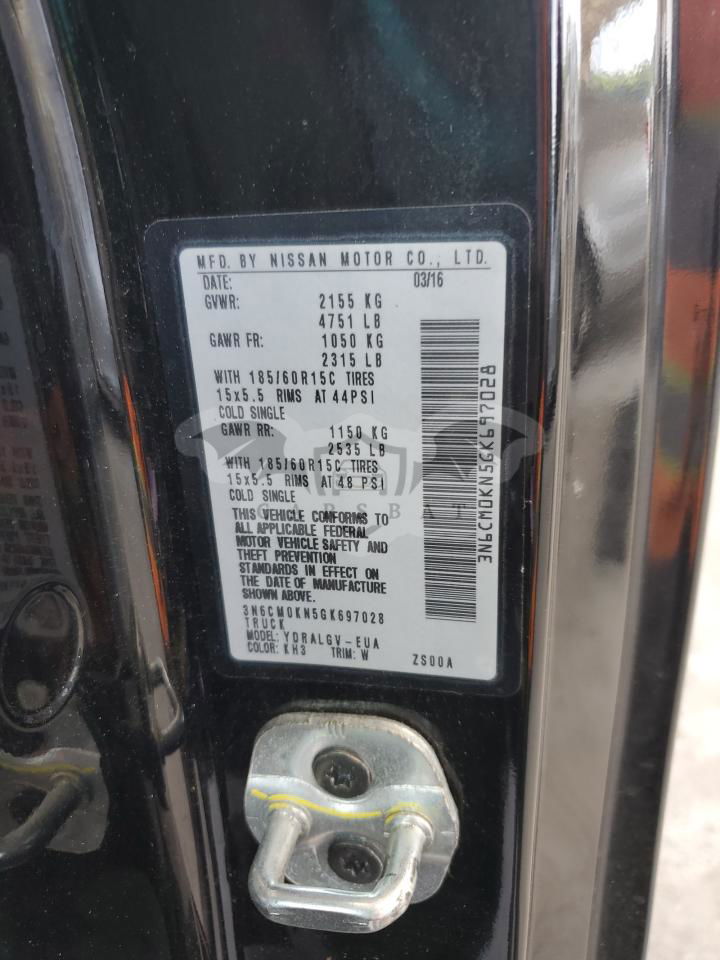 MFD. BY NISSAN MOTOR CO., LTD.
DATE: 03/16
GVWR: 2155 KG
4751 LB
GAWR FR: 1050 KG
2315 LB
WITH 185/60R15C TIRES
15x5.5 RIMS AT 44PSI
COLD SINGLE
GAWR RR: 1150 KG
2535 LB
WITH 185/60R15C TIRES
15x5.5 RIMS AT 48 PSI
COLD SINGLE
THIS VEHICLE CONFORMS TO
ALL APPLICABLE FEDERAL
MOTOR VEHICLE SAFETY AND
THEFT PREVENTION
STANDARDS IN EFFECT ON
THE DATE OF MANUFACTURE
SHOWN ABOVE.
3N6CM0KN5GK697028
TRUCK
MODEL: YDRALGV-EUA
COLOR: KH3 TRIM: W ZS00A
3N6CM0KN5GK697028
CARSBAT